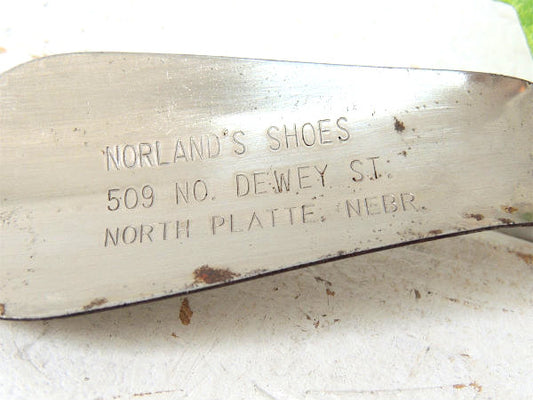 NORLAND'S SHOES
509 NO. DEWEY ST.
NORTH PLATTE, NEBR.